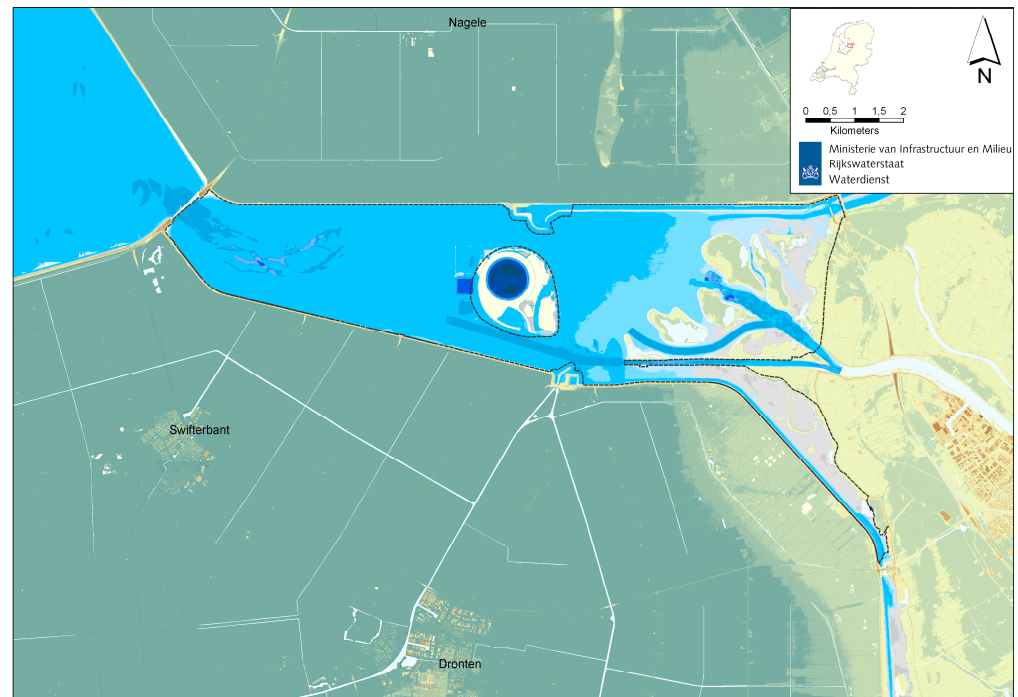 Nagele
N
0 0,5 1 1,5 2
Kilometers
Ministerie van Infrastructuur en Milieu
Rijkswaterstaat
Waterdienst
Swifterbant
Dronten